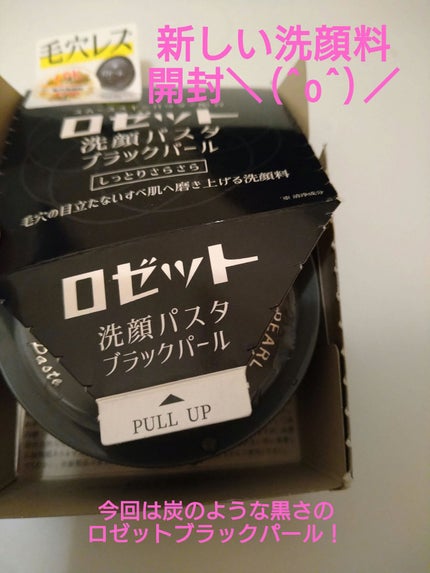 新しい洗顔料
開封＼(^o^)／
毛穴レス
ロゼット
洗顔パスタ
ブラックパール
しっとりさらさら
毛穴の目立たないすべ肌へ磨き上げる洗顔料
ロゼット
洗顔パスタ
ブラックパール
Paste
PEARL
PULL UP
今回は炭のような黒さの
ロゼットブラックパール！